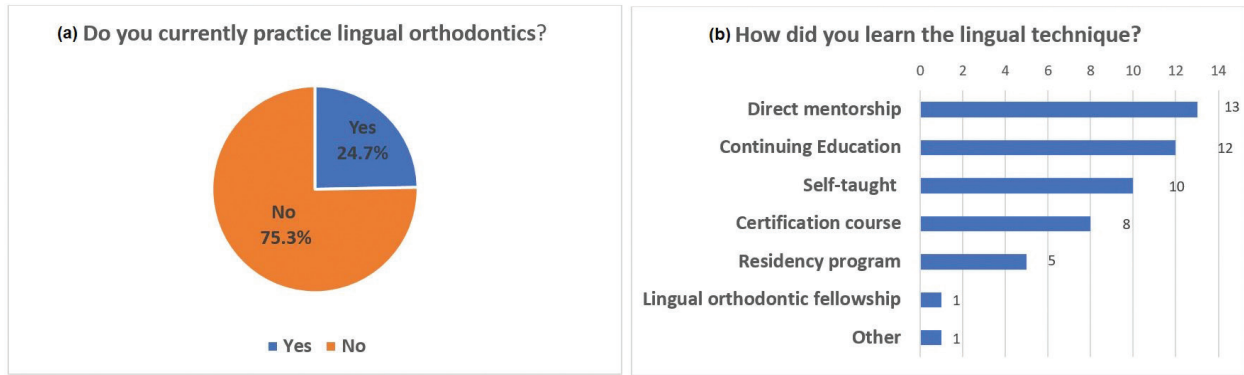 (a) Do you currently practice lingual orthodontics?
Yes
24.7%
No
75.3%
Yes No
(b) How did you learn the lingual technique?
0 2 4 6 8 10 12 14
Direct mentorship 13
Continuing Education 12
Self-taught 10
Certification course 8
Residency program 5
Lingual orthodontic fellowship 1
Other 1